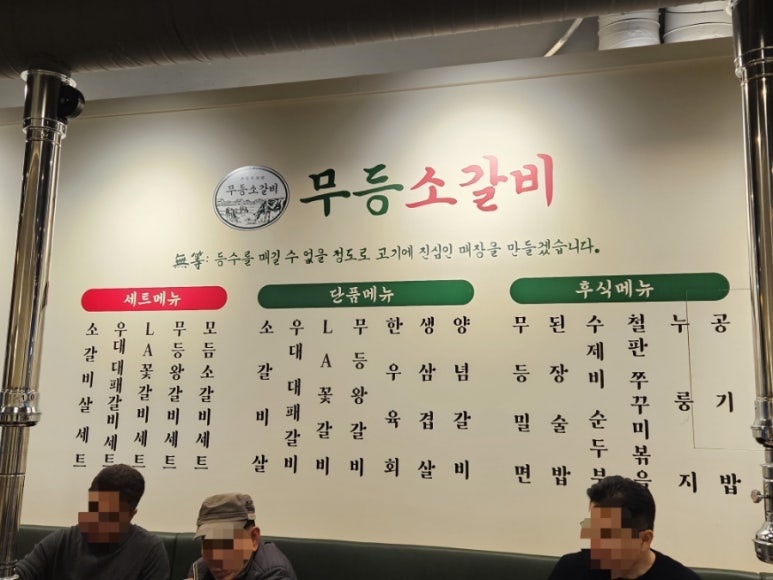 무등소갈비
무등소갈비
無等: 등수를 매길 수 없을 정도로 고기에 진심인 매장을 만들겠습니다.
세트메뉴
소갈비살세트
우대대패갈비세트
LA꽃갈비세트
무등왕갈비세트
모듬소갈비세트
단품메뉴
소갈비살
우대대패갈비
LA꽃갈비
무등왕갈비
한우육회
생삼겹살
양념갈비
후식메뉴
무등밀면
된장술밥
수제비순두부
철판쭈꾸미볶음
누룽지
공기밥